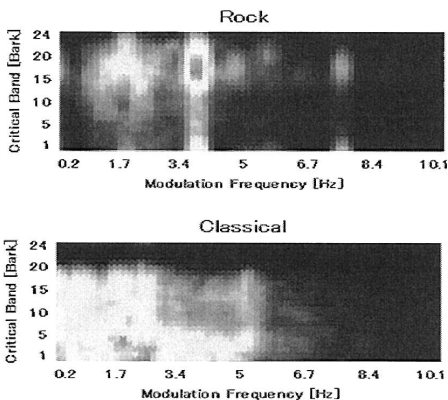 Rock
Critical Band [Bark]
24
20
15
10
5
1
0.2 1.7 3.4 5 6.7 8.4 10.1
Modulation Frequency [Hz]
Classical
Critical Band [Bark]
24
20
15
10
5
1
0.2 1.7 3.4 5 6.7 8.4 10.1
Modulation Frequency [Hz]